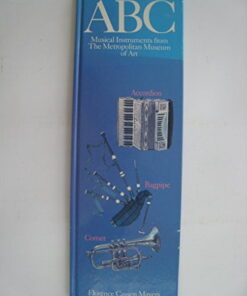 ABC
Musical Instruments from
The Metropolitan Museum
of Art
Accordion
Bagpipe
Cornet
Florence Cassen Mayers